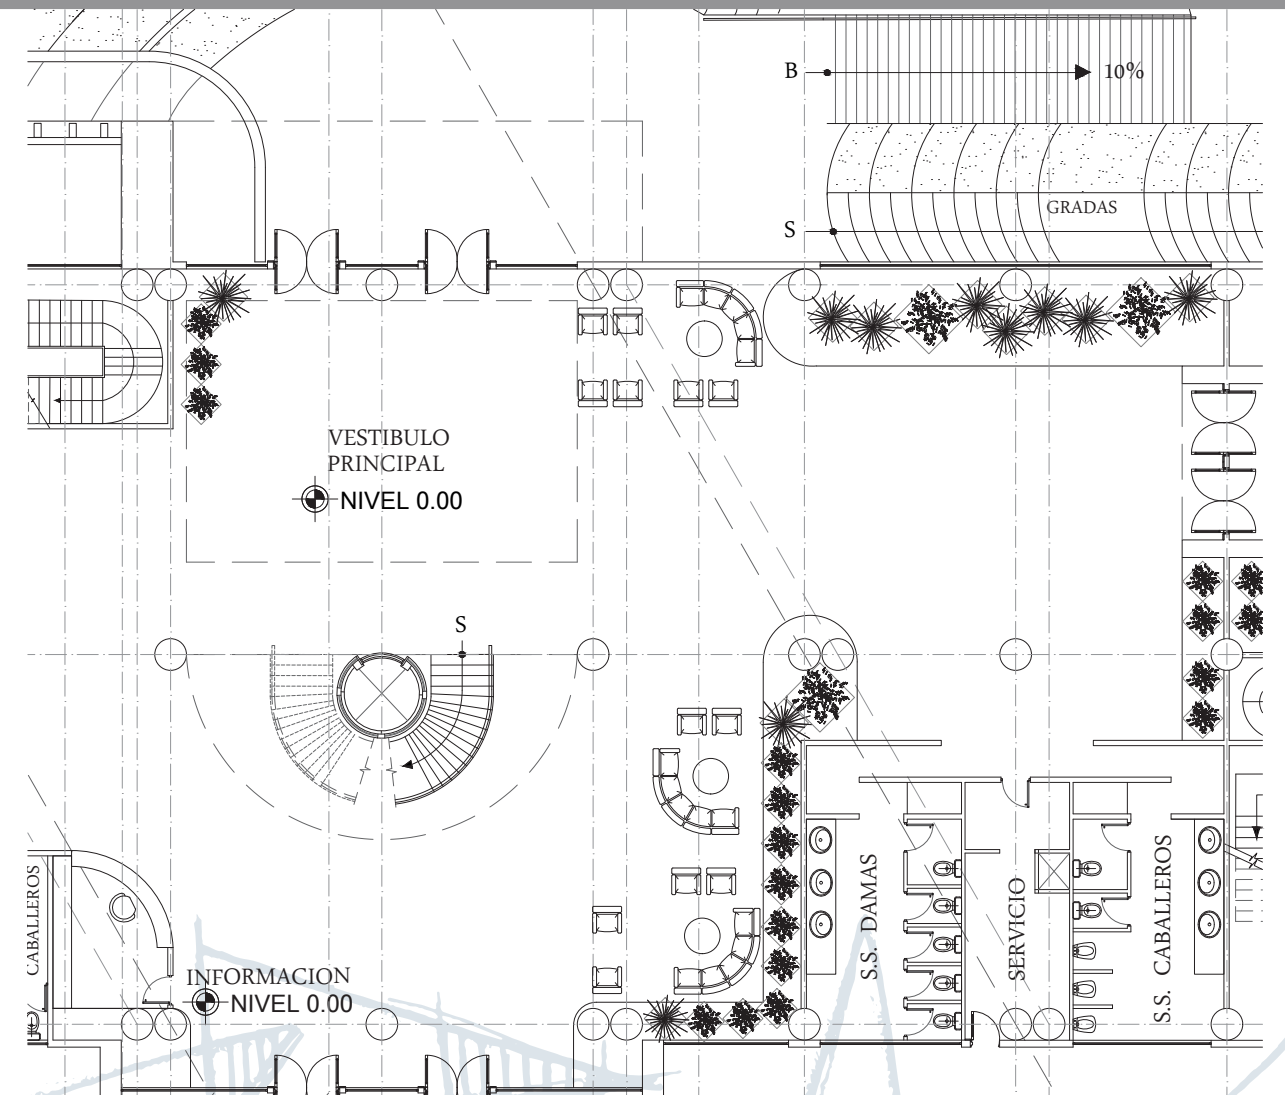 B
10%
GRADAS
S
VESTIBULO
PRINCIPAL
NIVEL 0.00
S
CABALLEROS
INFORMACION
NIVEL 0.00
S.S. DAMAS
SERVICIO
S.S. CABALLEROS